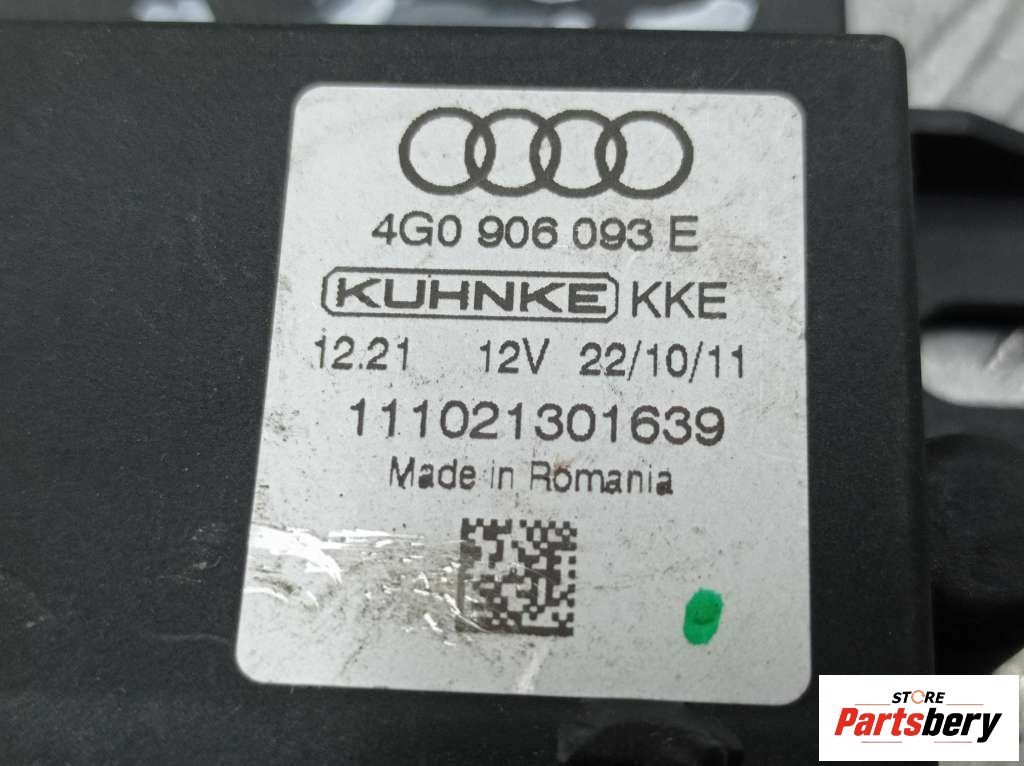 4G0 906 093 E
KUHNKE KKE
12.21 12V 22/10/11
111021301639
Made in Romania
STORE
Partsbery